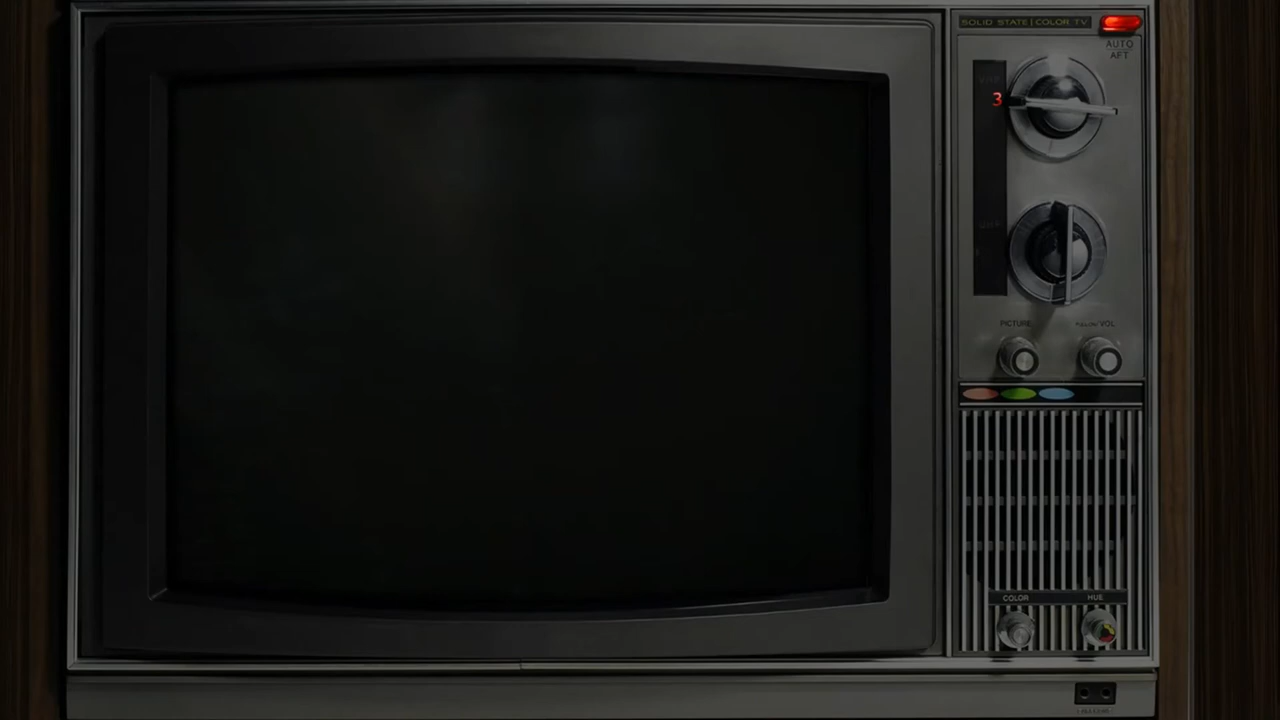 SOLID STATE | COLOR TV
AUTO
AFT
3
PICTURE
VOL
COLOR
HUE